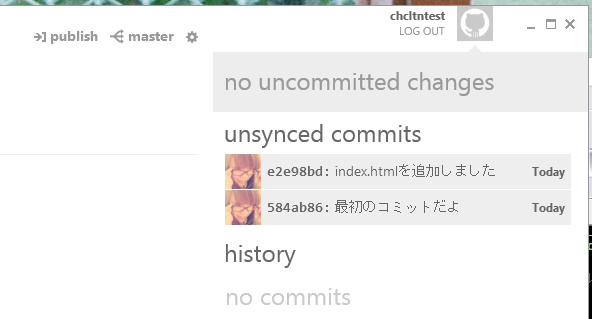 chcltntest
LOG OUT
publish master
no uncommitted changes
unsynced commits
e2e98bd: index.htmlを追加しました Today
584ab86: 最初のコミットだよ Today
history
no commits